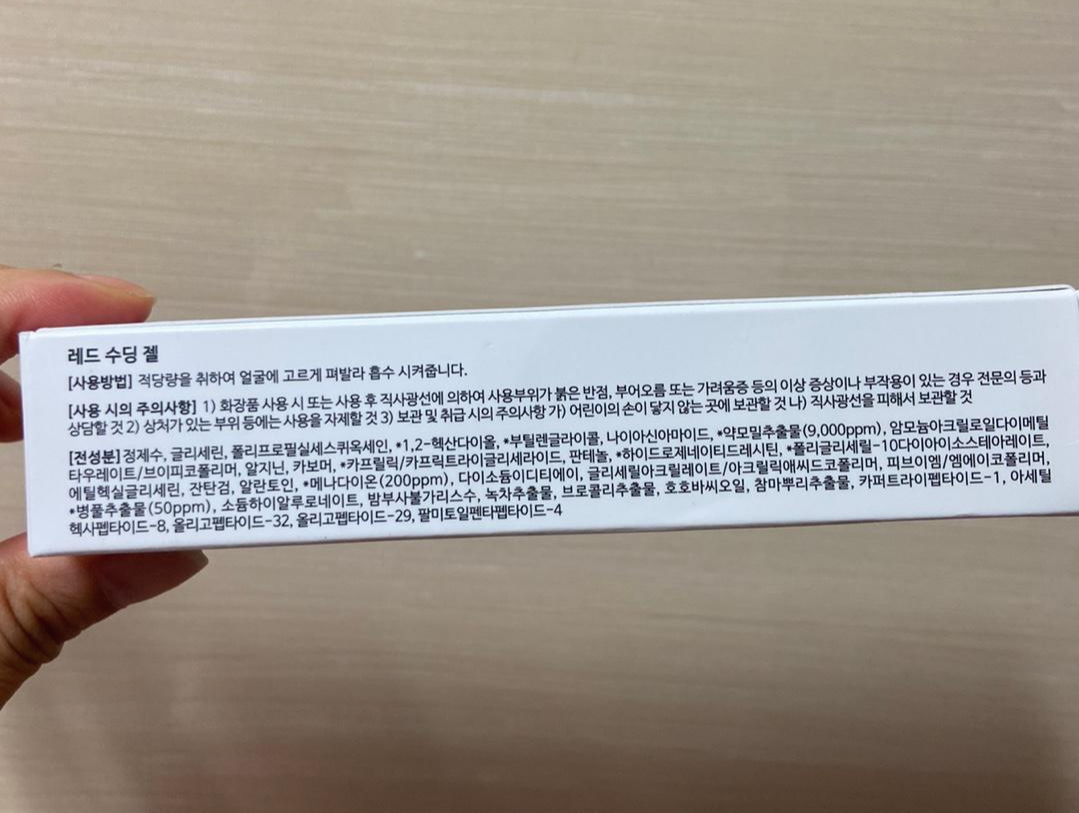 레드 수딩 젤
[사용방법] 적당량을 취하여 얼굴에 고르게 펴발라 흡수 시켜줍니다.
[사용 시의 주의사항] 1) 화장품 사용 시 또는 사용 후 직사광선에 의하여 사용부위가 붉은 반점, 부어오름 또는 가려움증 등의 이상 증상이나 부작용이 있는 경우 전문의 등과
상담할 것 2) 상처가 있는 부위 등에는 사용을 자제할 것 3) 보관 및 취급 시의 주의사항 가) 어린이의 손이 닿지 않는 곳에 보관할 것 나) 직사광선을 피해서 보관할 것
[전성분] 정제수, 글리세린, 폴리프로필실세스퀴옥세인, *1,2-헥산다이올, *부틸렌글라이콜, 나이아신아마이드, *약모밀추출물(9,000ppm), 암모늄아크릴로일다이메틸
타우레이트/브이피코폴리머, 알지닌, 카보머, *카프릴릭/카프릭트라이글리세라이드, 판테놀, *하이드로제네이티드레시틴, *폴리글리세릴-10다이아이소스테아레이트,
에틸헥실글리세린, 잔탄검, 알란토인, *메나다이온(200ppm), 다이소듐이디티에이, 글리세릴아크릴레이트/아크릴릭애씨드코폴리머, 피브이엠/엠에이코폴리머,
*병풀추출물(50ppm), 소듐하이알루로네이트, 밤부사불가리스수, 녹차추출물, 브로콜리추출물, 호호바씨오일, 참마뿌리추출물, 카퍼트라이펩타이드-1, 아세틸
헥사펩타이드-8, 올리고펩타이드-32, 올리고펩타이드-29, 팔미토일펜타펩타이드-4